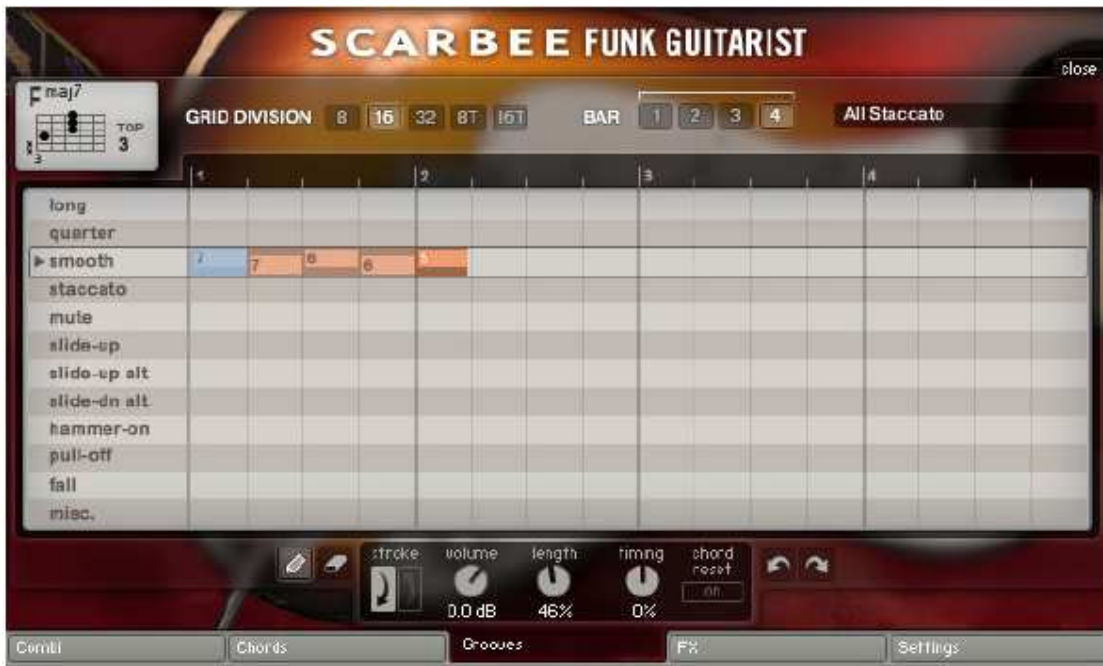 SCARBEE FUNK GUITARIST
close
F maj7
TOP
3
3
GRID DIVISION 8 16 32 8T 16T
BAR 1 2 3 4
All Staccato
1 2 3 4
long
quarter
smooth
7 7 6 6 5
staccato
mute
slide-up
slide-up alt
slide-dn alt
hammer-on
pull-off
fall
misc.
stroke volume length timing chord reset
0.0 dB 46% 0% on
Combi Chords Grooves FX Settings